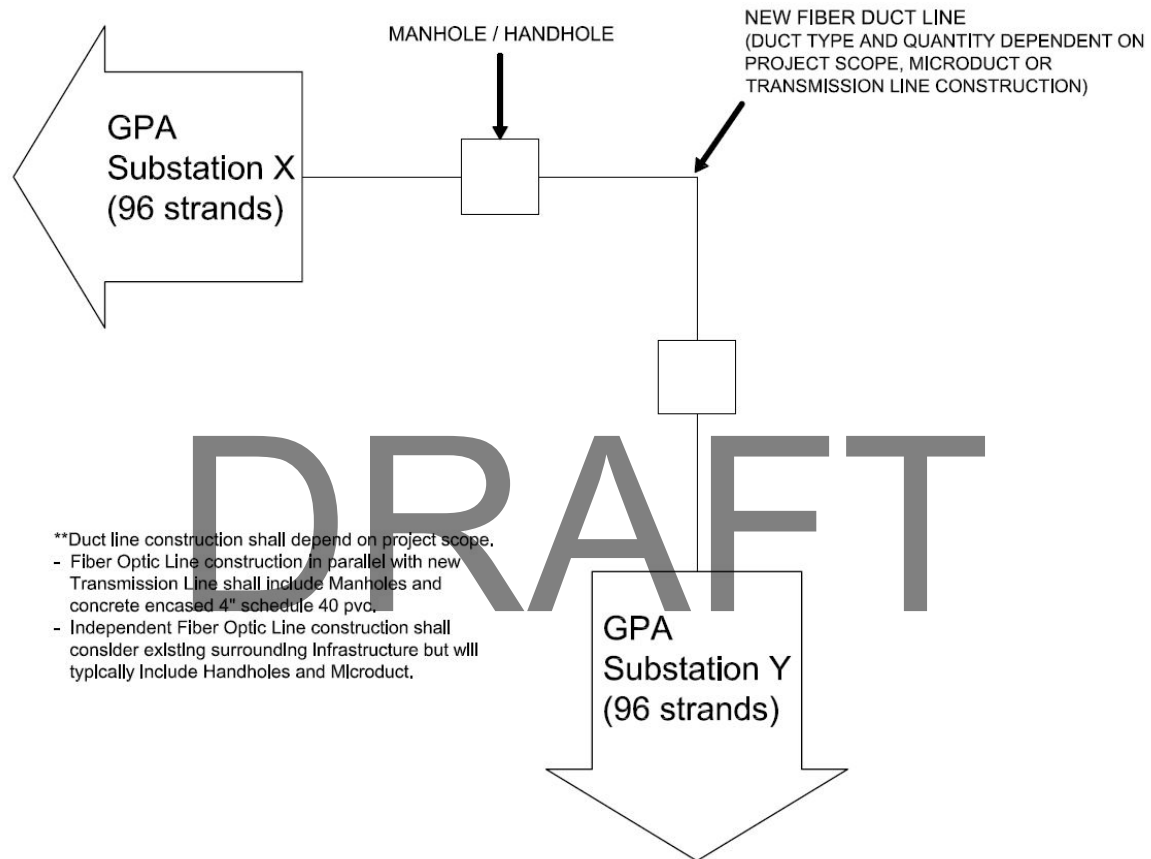 MANHOLE / HANDHOLE
NEW FIBER DUCT LINE
(DUCT TYPE AND QUANTITY DEPENDENT ON
PROJECT SCOPE, MICRODUCT OR
TRANSMISSION LINE CONSTRUCTION)
GPA
Substation X
(96 strands)
DRAFT
**Duct line construction shall depend on project scope.
- Fiber Optic Line construction in parallel with new
Transmission Line shall include Manholes and
concrete encased 4" schedule 40 pvc.
- Independent Fiber Optic Line construction shall
consider existing surrounding infrastructure but will
typically include Handholes and Microduct.
GPA
Substation Y
(96 strands)